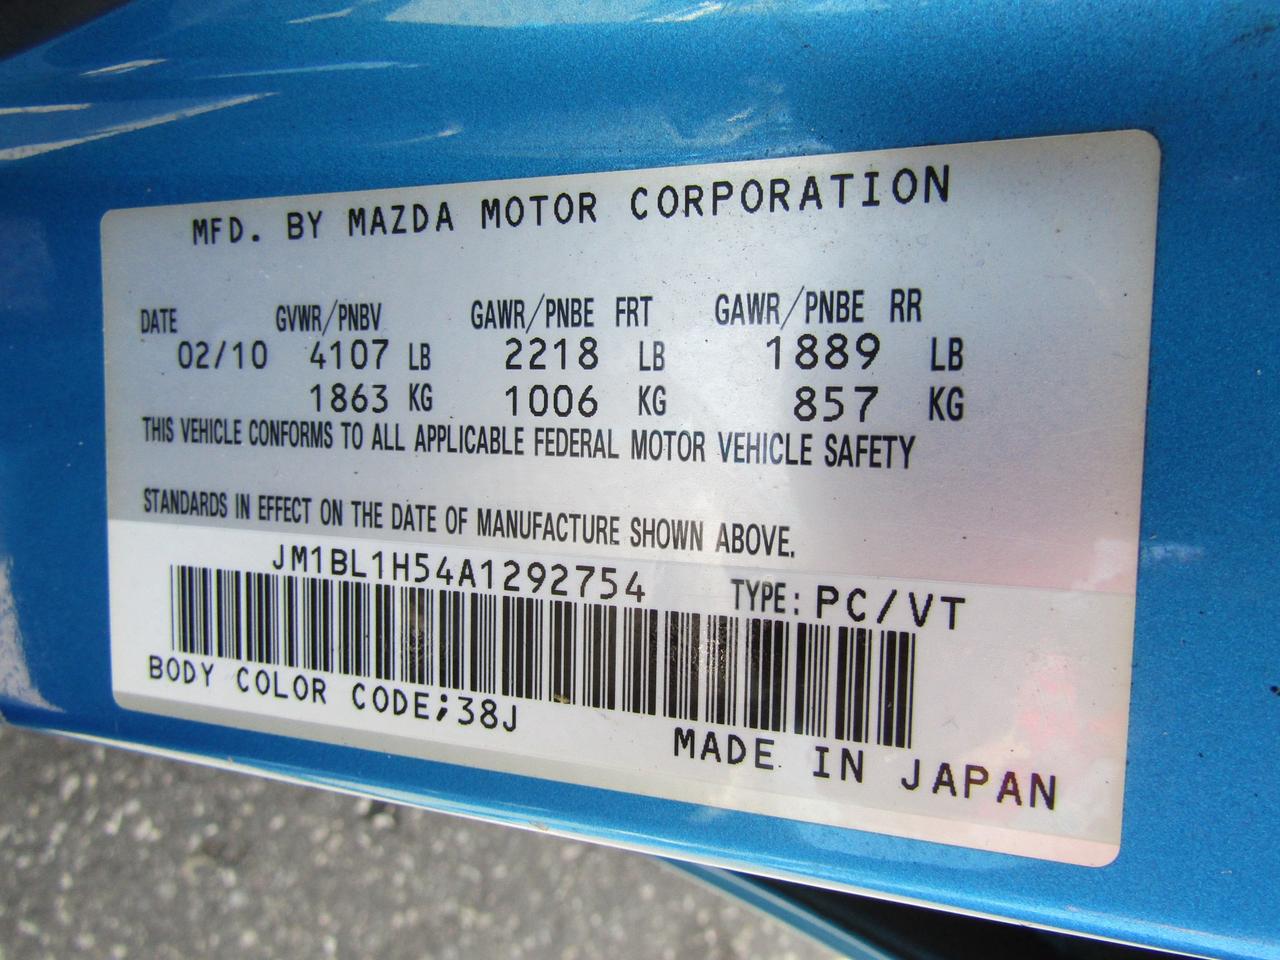 MFD. BY MAZDA MOTOR CORPORATION
DATE GVWR/PNBV GAWR/PNBE FRT GAWR/PNBE RR
02/10 4107 LB 2218 LB 1889 LB
1863 KG 1006 KG 857 KG
THIS VEHICLE CONFORMS TO ALL APPLICABLE FEDERAL MOTOR VEHICLE SAFETY
STANDARDS IN EFFECT ON THE DATE OF MANUFACTURE SHOWN ABOVE.
JM1BL1H54A1292754 TYPE: PC/VT
BODY COLOR CODE;38J
MADE IN JAPAN